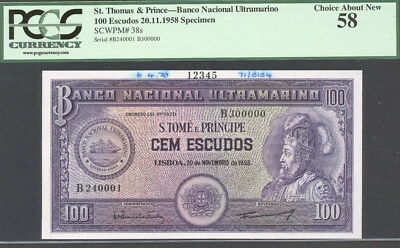 PCGS
CURRENCY
St. Thomas & Prince—Banco Nacional Ultramarino
100 Escudos 20.11.1958 Specimen
SCWPM# 38s
Serial #B240001 B300000
Choice About New
58
12345
BANCO NACIONAL ULTRAMARINO
100
B300000
S.TOMÉ E PRÍNCIPE
CEM ESCUDOS
LISBOA, 20 DE NOVEMBRO DE 1958.
B240001
100
100